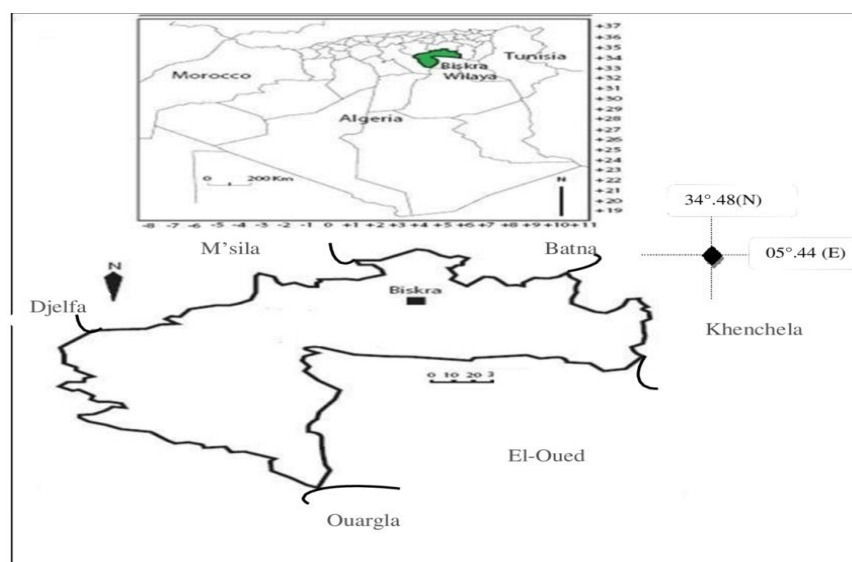 +37
+36
+35
+34
+33
+32
+31
+30
+29
+28
+27
+26
+25
+24
+23
+22
+21
+20
+19
Morocco
Tunisia
Biskra
Wilaya
Algeria
0 200 Km
N
-8 -7 -6 -5 -4 -3 -2 -1 0 +1 +2 +3 +4 +5 +6 +7 +8 +9 +10 +11
34°.48(N)
05°.44 (E)
M'sila
Batna
N
Biskra
Djelfa
Khenchela
0 10 20 3
El-Oued
Ouargla